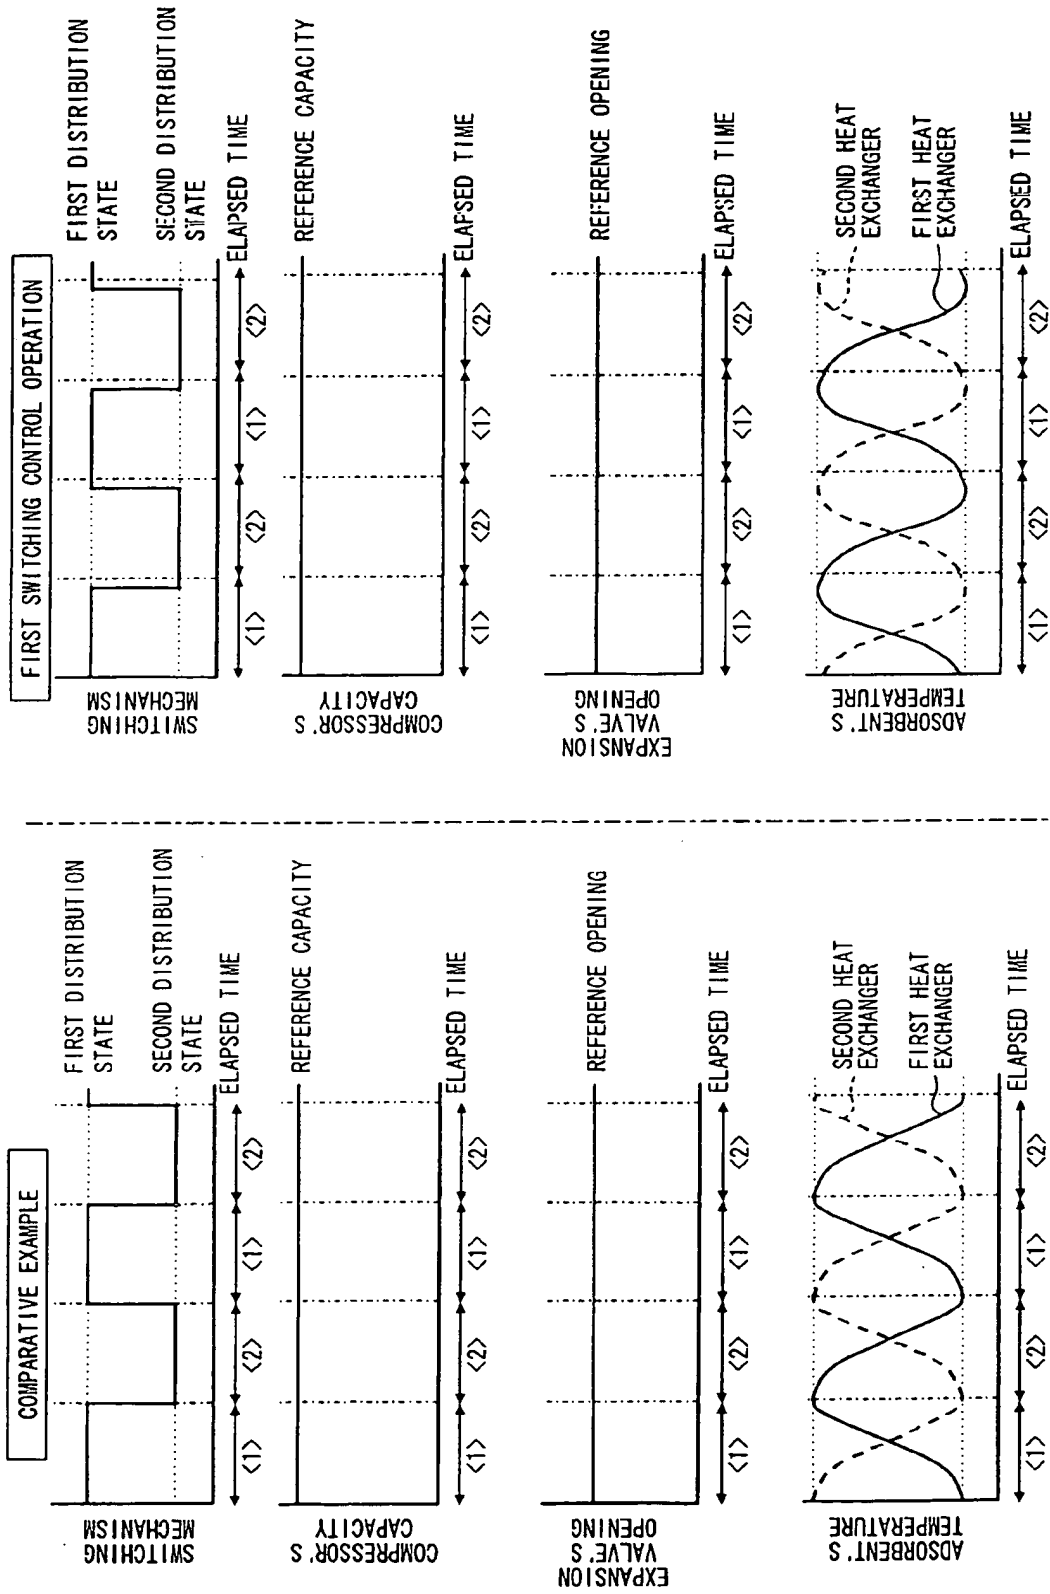 COMPARATIVE EXAMPLE
SWITCHING
MECHANISM
FIRST DISTRIBUTION
STATE
SECOND DISTRIBUTION
STATE
ELAPSED TIME
<1>
<2>
<1>
<2>
COMPRESSOR'S
CAPACITY
REFERENCE CAPACITY
ELAPSED TIME
<1>
<2>
<1>
<2>
EXPANSION
VALVE'S
OPENING
REFERENCE OPENING
ELAPSED TIME
<1>
<2>
<1>
<2>
ADSORBENT'S
TEMPERATURE
SECOND HEAT
EXCHANGER
FIRST HEAT
EXCHANGER
ELAPSED TIME
<1>
<2>
<1>
<2>
FIRST SWITCHING CONTROL OPERATION
SWITCHING
MECHANISM
FIRST DISTRIBUTION
STATE
SECOND DISTRIBUTION
STATE
ELAPSED TIME
<1>
<2>
<1>
<2>
COMPRESSOR'S
CAPACITY
REFERENCE CAPACITY
ELAPSED TIME
<1>
<2>
<1>
<2>
EXPANSION
VALVE'S
OPENING
REFERENCE OPENING
ELAPSED TIME
<1>
<2>
<1>
<2>
ADSORBENT'S
TEMPERATURE
SECOND HEAT
EXCHANGER
FIRST HEAT
EXCHANGER
ELAPSED TIME
<1>
<2>
<1>
<2>